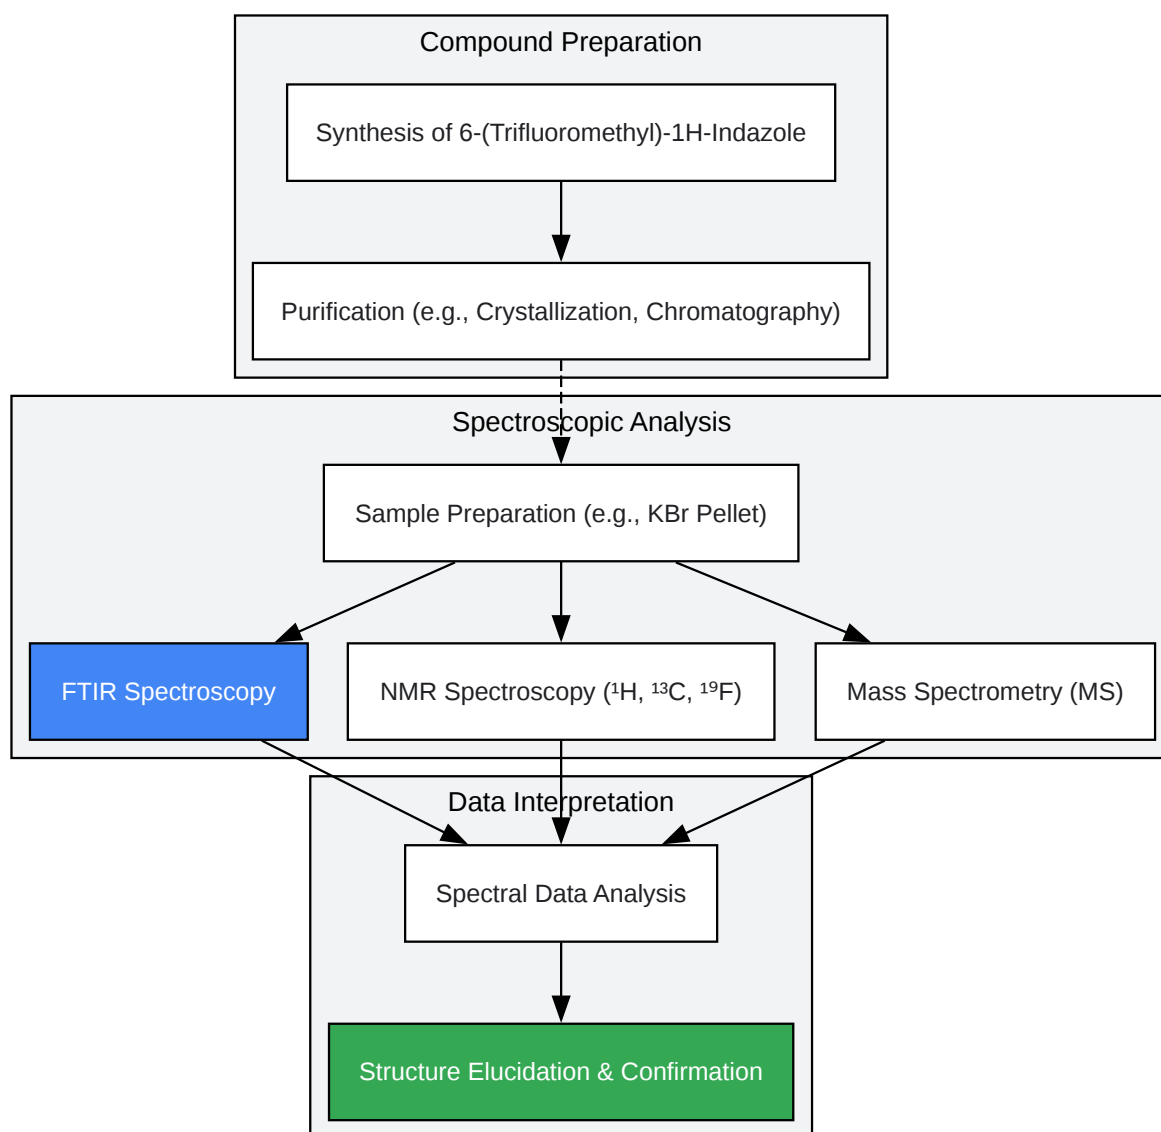 Compound Preparation
Synthesis of 6-(Trifluoromethyl)-1H-Indazole
Purification (e.g., Crystallization, Chromatography)
Spectroscopic Analysis
Sample Preparation (e.g., KBr Pellet)
FTIR Spectroscopy
NMR Spectroscopy (¹H, ¹³C, ¹⁹F)
Mass Spectrometry (MS)
Data Interpretation
Spectral Data Analysis
Structure Elucidation & Confirmation